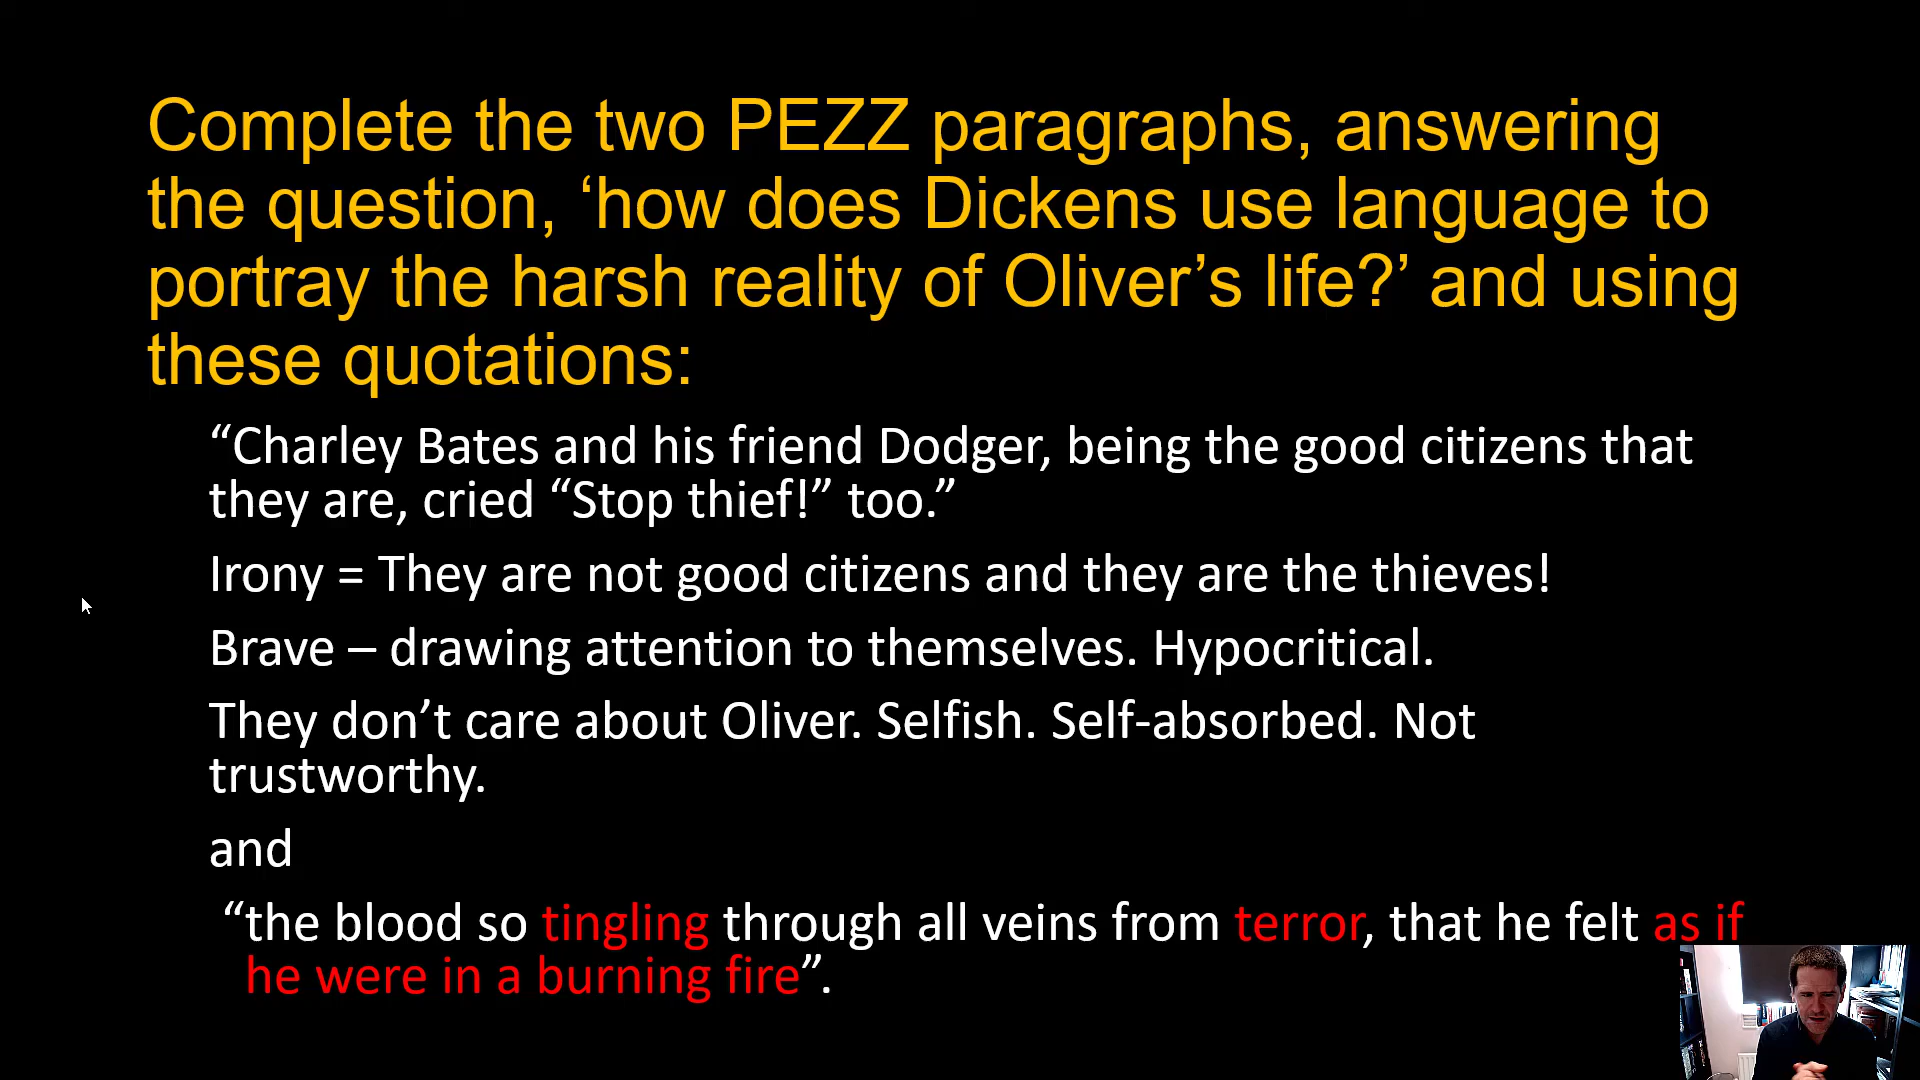 Complete the two PEZZ paragraphs, answering
the question, ‘how does Dickens use language to
portray the harsh reality of Oliver’s life?’ and using
these quotations:
“Charley Bates and his friend Dodger, being the good citizens that
they are, cried “Stop thief!” too.”
Irony = They are not good citizens and they are the thieves!
Brave – drawing attention to themselves. Hypocritical.
They don’t care about Oliver. Selfish. Self-absorbed. Not
trustworthy.
and
“the blood so tingling through all veins from terror, that he felt as if
he were in a burning fire”.